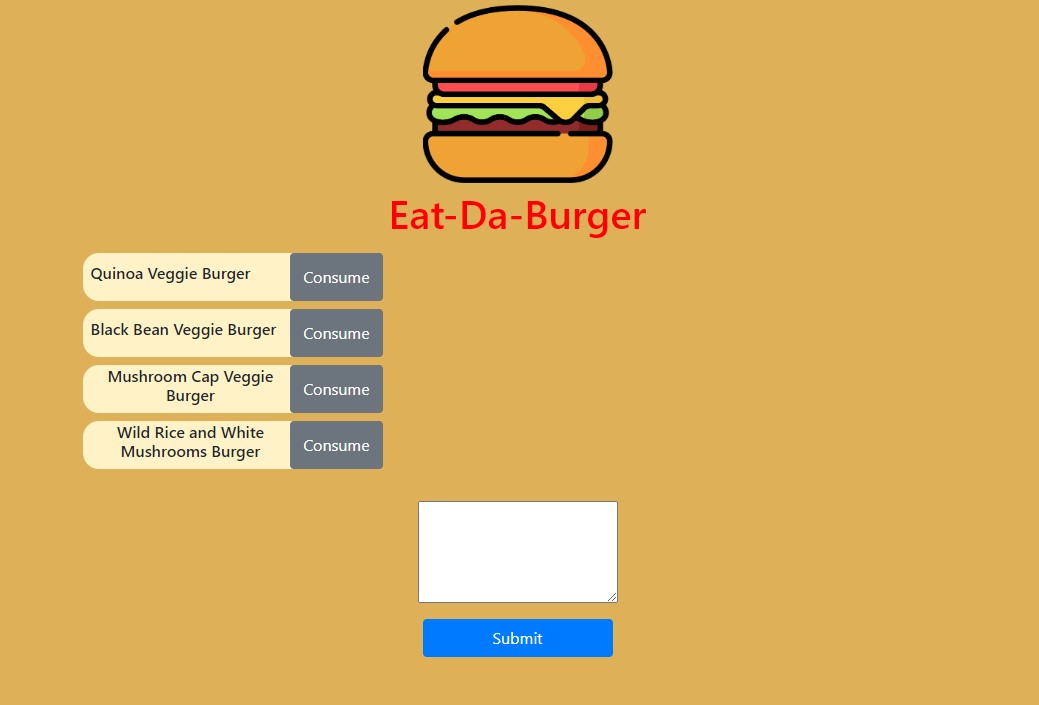 Eat-Da-Burger
Quinoa Veggie Burger
Consume
Black Bean Veggie Burger
Consume
Mushroom Cap Veggie
Burger
Consume
Wild Rice and White
Mushrooms Burger
Consume
Submit